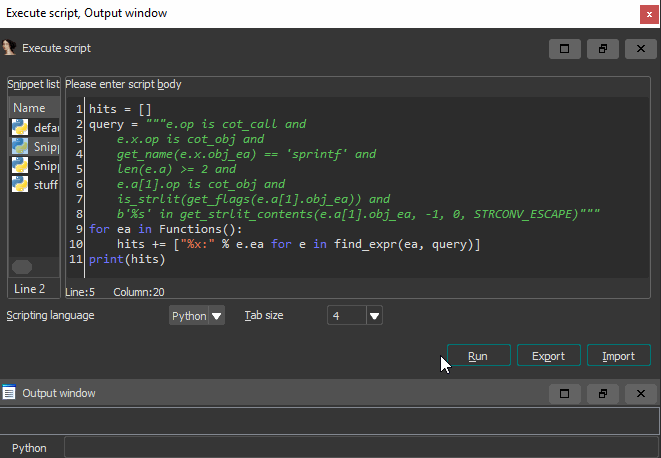 Execute script, Output window
Execute script
Snippet list
Please enter script body
Name
defau
Snipp
Snipp
stuff
Line 2
1 hits = []
2 query = """e.op is cot_call and
3     e.x.op is cot_obj and
4     get_name(e.x.obj_ea) == 'sprintf' and
5     len(e.a) >= 2 and
6     e.a[1].op is cot_obj and
7     is_strlit(get_flags(e.a[1].obj_ea)) and
8     b'%s' in get_strlit_contents(e.a[1].obj_ea, -1, 0, STRCONV_ESCAPE)"""
9 for ea in Functions():
10     hits += ["%x:" % e.ea for e in find_expr(ea, query)]
11 print(hits)
Line:5 Column:20
Scripting language Python Tab size 4
Run Export Import
Output window
Python